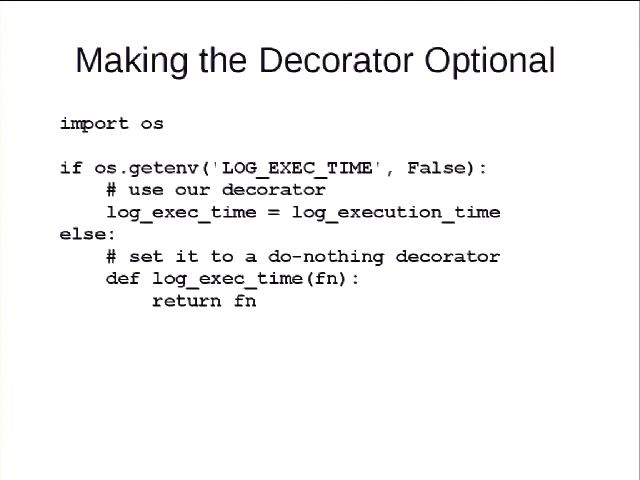 Making the Decorator Optional
import os
if os.getenv('LOG_EXEC_TIME', False):
# use our decorator
log_exec_time = log_execution_time
else:
# set it to a do-nothing decorator
def log_exec_time(fn):
return fn